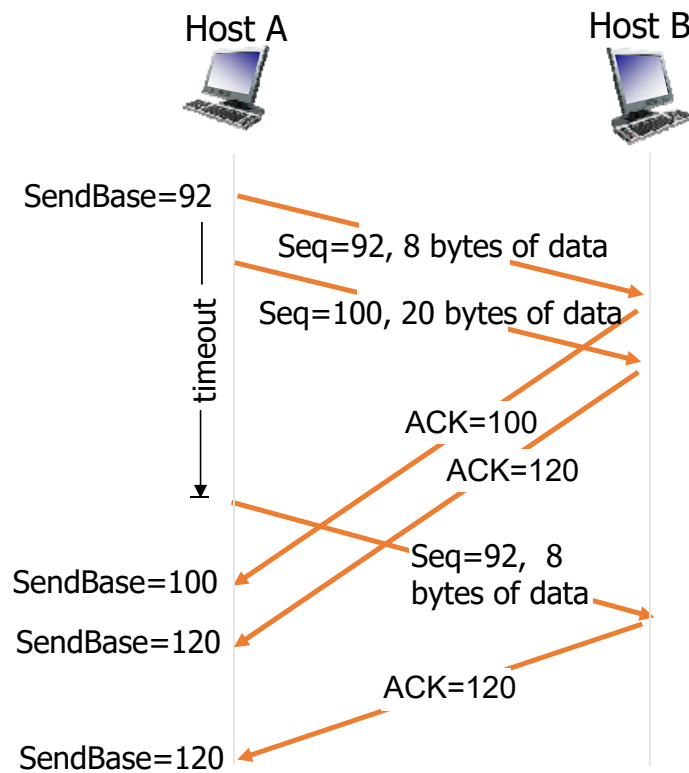 Host A
Host B
SendBase=92
Seq=92, 8 bytes of data
Seq=100, 20 bytes of data
timeout
ACK=100
ACK=120
Seq=92, 8
bytes of data
SendBase=100
SendBase=120
ACK=120
SendBase=120